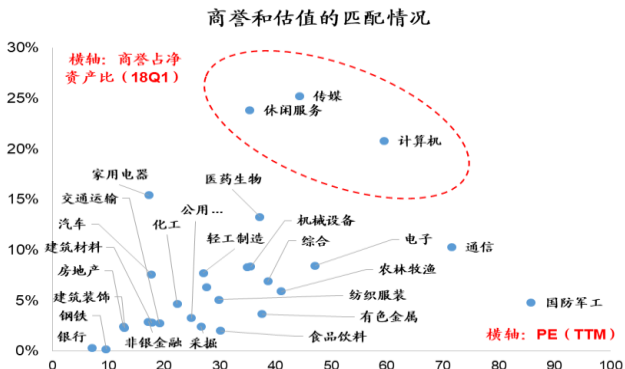 商誉和估值的匹配情况
30%
横轴：商誉占净
资产比（18Q1）
25%
传媒
休闲服务
20%
计算机
15%
家用电器
医药生物
交通运输
公用…
化工
机械设备
10%
汽车
轻工制造
综合
电子
通信
建筑材料
房地产
农林牧渔
5%
建筑装饰
纺织服装
国防军工
钢铁
有色金属
银行
非银金融
采掘
食品饮料
横轴：PE（TTM）
0%
0 10 20 30 40 50 60 70 80 90 100